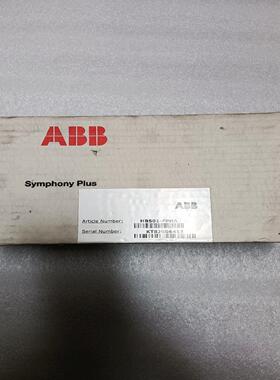 ABB
Symphony Plus
ABB
Article Number:
Serial Number: